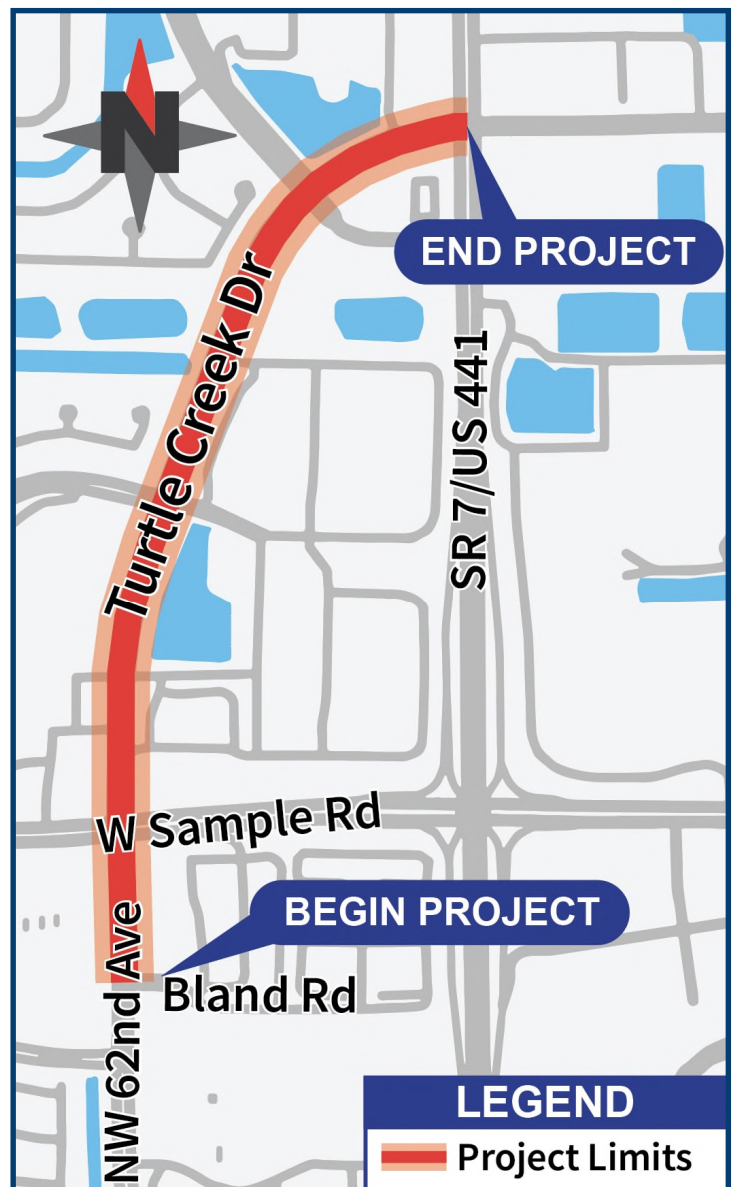 N
END PROJECT
Turtle Creek Dr
SR 7/US 441
W Sample Rd
BEGIN PROJECT
Bland Rd
NW 62nd Ave
LEGEND
Project Limits